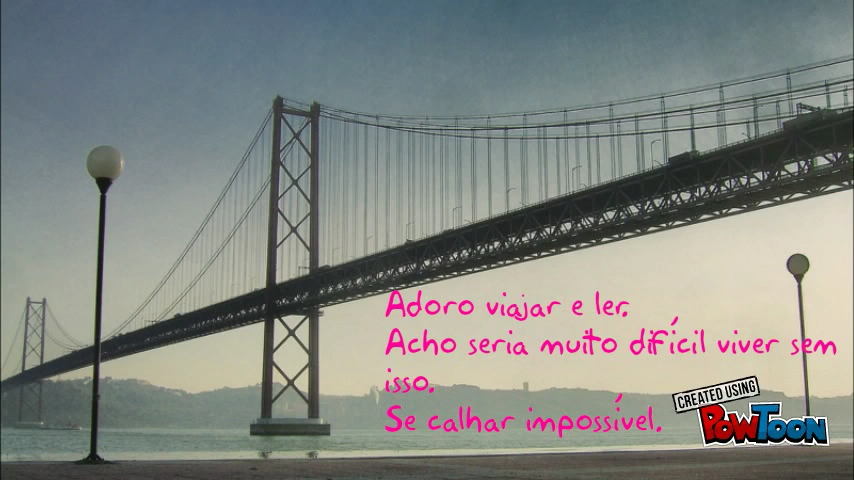 Adoro viajar e ler.
Acho seria muito difícil viver sem
isso.
Se calhar impossível.
CREATED USING
PowToon